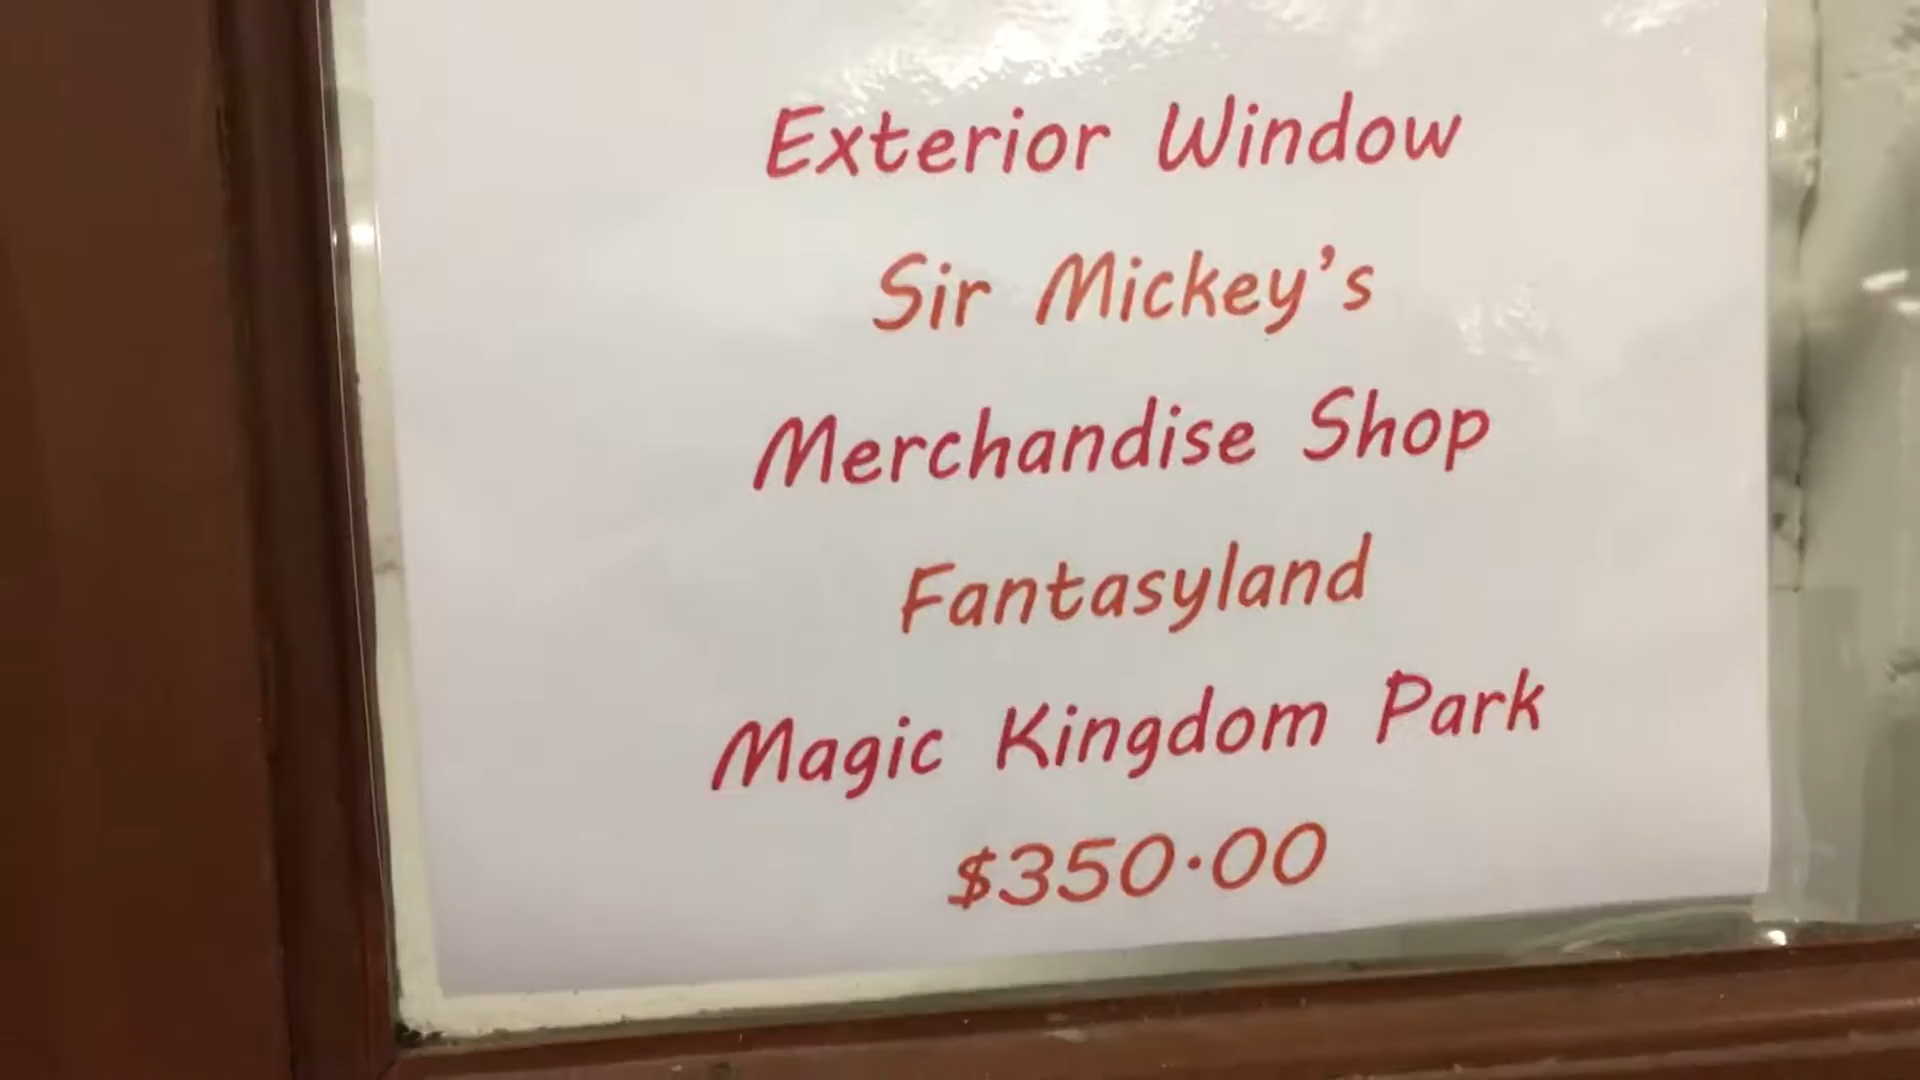 Exterior Window
Sir Mickey's
Merchandise Shop
Fantasyland
Magic Kingdom Park
$350.00